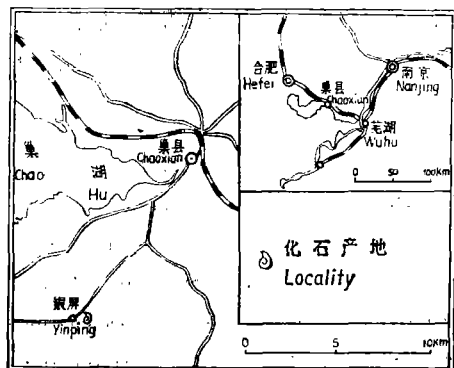 巢县
Chaoxian
巢
Chao
湖
Hu
银屏
Yinping
合肥
Hefei
巢县
Chaoxian
南京
Nanjing
芜湖
Wuhu
0 50 100KM
化石产地
Locality
0 5 10KM